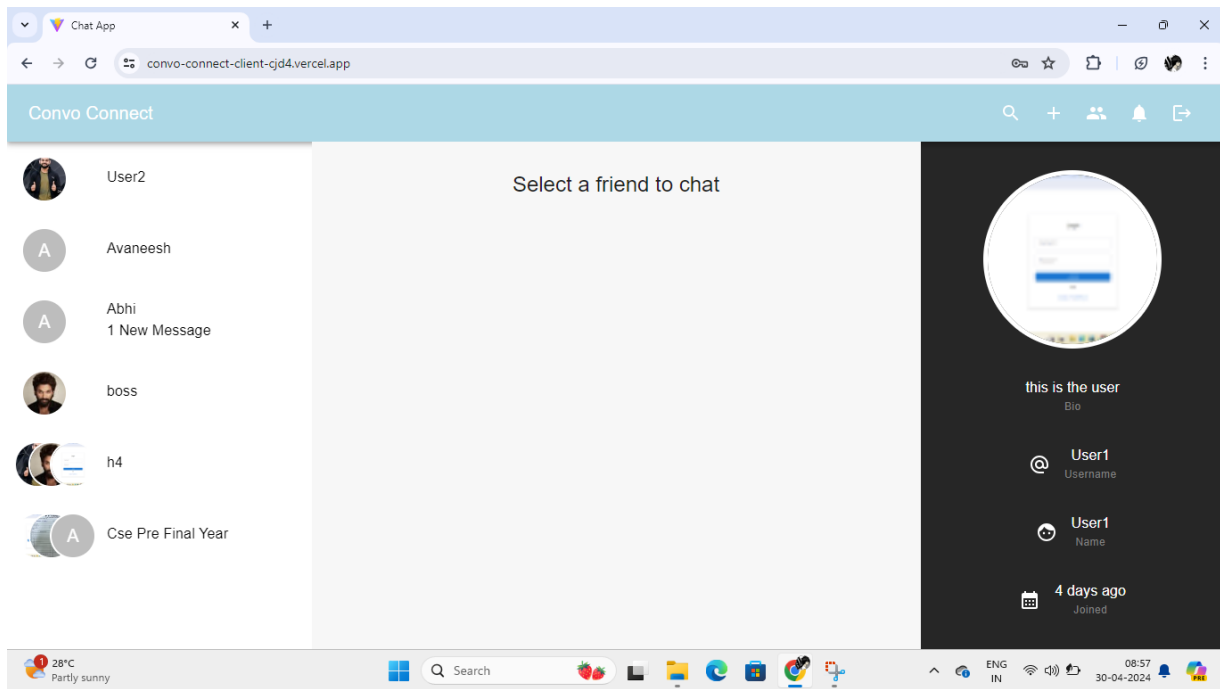 Chat App
convo-connect-client-cjd4.vercel.app
Convo Connect
User2
A
Avaneesh
A
Abhi
1 New Message
boss
h4
A
Cse Pre Final Year
Select a friend to chat
this is the user
Bio
User1
Username
User1
Name
4 days ago
Joined
1
28°C
Partly sunny
Search
ENG
IN
08:57
30-04-2024
PRE